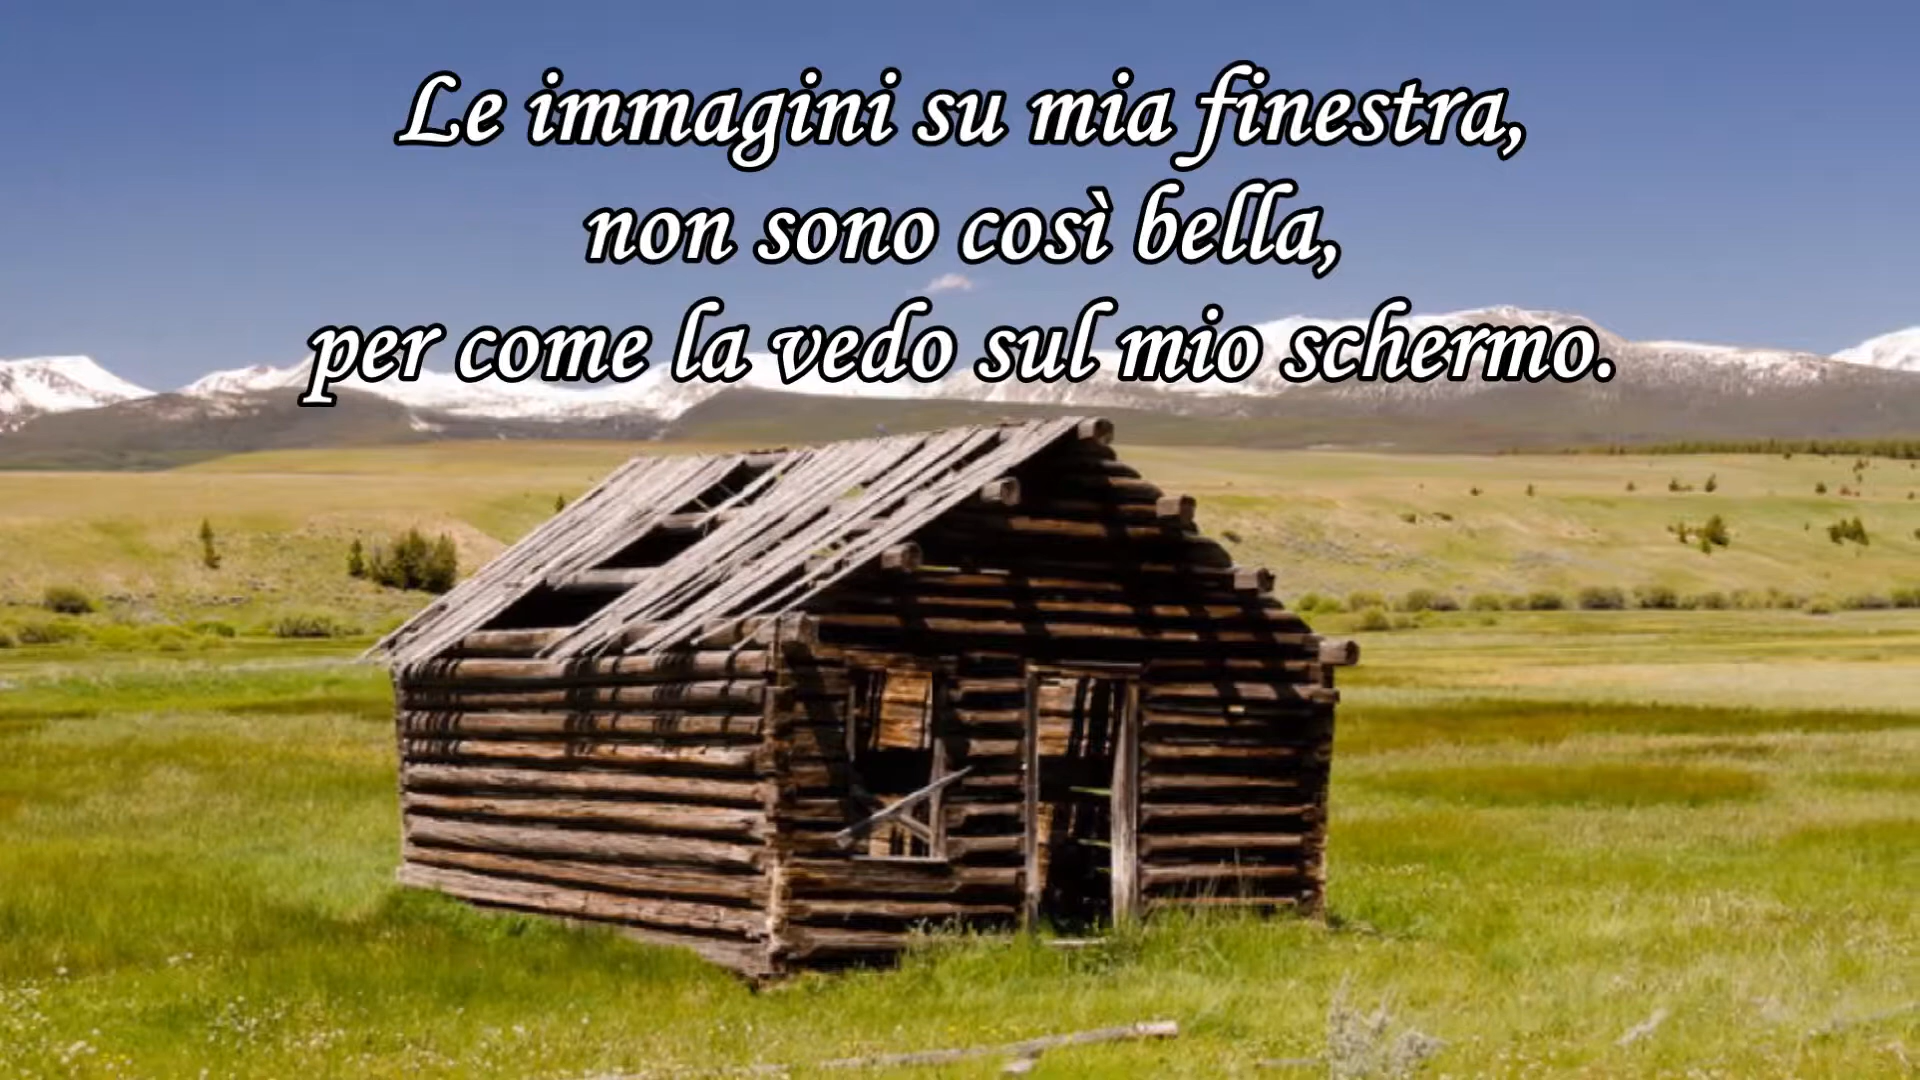 Le immagini su mia finestra,
non sono così bella,
per come la vedo sul mio schermo.